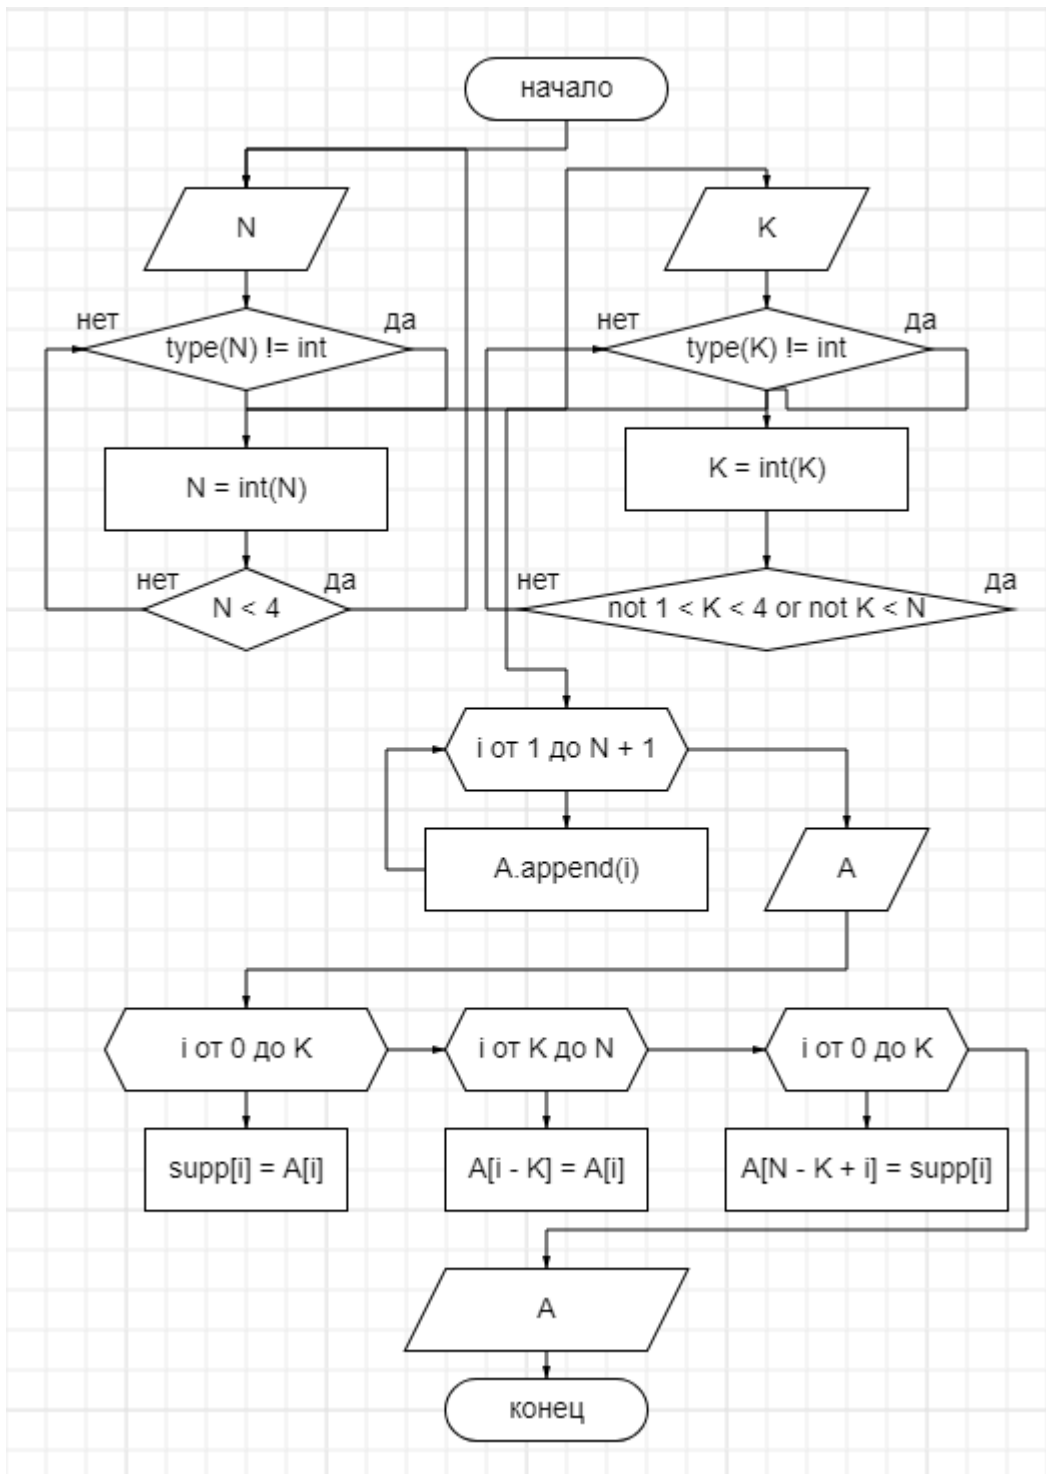 начало
N
K
нет
да
type(N) != int
нет
да
type(K) != int
N = int(N)
K = int(K)
нет
да
N < 4
нет
да
not 1 < K < 4 or not K < N
i от 1 до N + 1
A.append(i)
A
i от 0 до K
i от K до N
i от 0 до K
supp[i] = A[i]
A[i - K] = A[i]
A[N - K + i] = supp[i]
A
конец